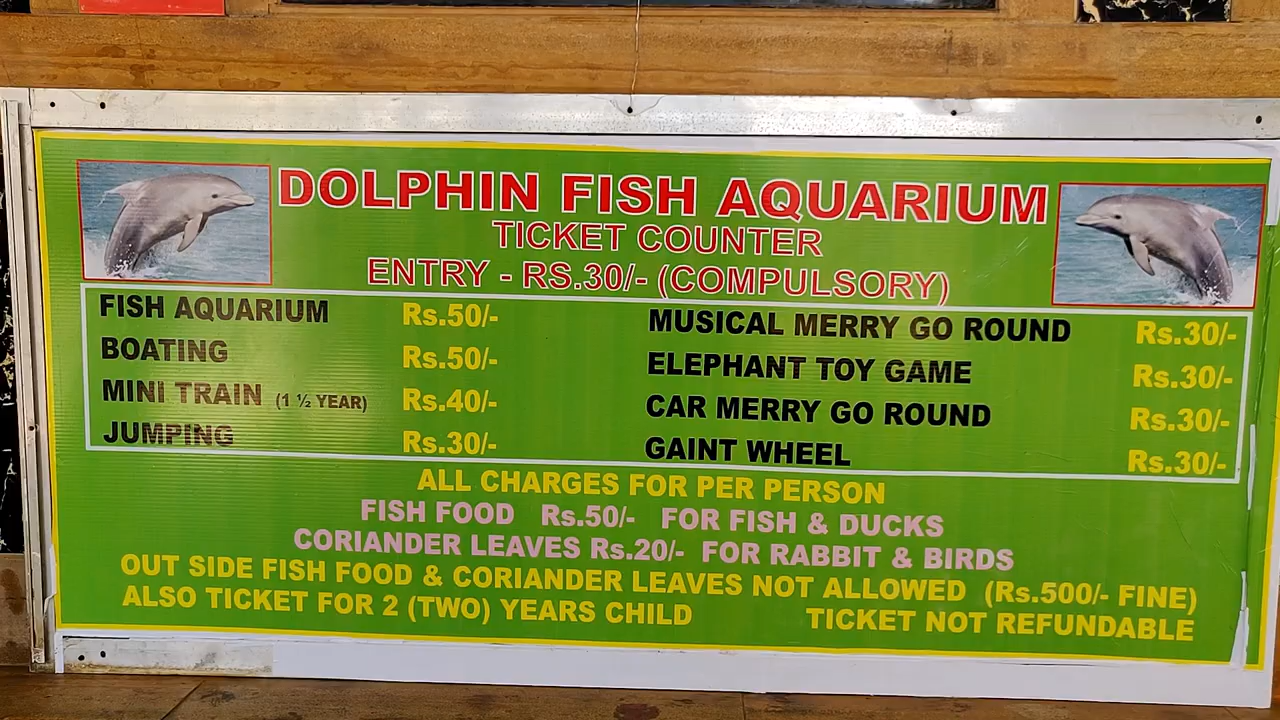 DOLPHIN FISH AQUARIUM
TICKET COUNTER
ENTRY - RS.30/- (COMPULSORY)
FISH AQUARIUM Rs.50/- MUSICAL MERRY GO ROUND Rs.30/-
BOATING Rs.50/- ELEPHANT TOY GAME Rs.30/-
MINI TRAIN (1 ½ YEAR) Rs.40/- CAR MERRY GO ROUND Rs.30/-
JUMPING Rs.30/- GAINT WHEEL Rs.30/-
ALL CHARGES FOR PER PERSON
FISH FOOD Rs.50/- FOR FISH & DUCKS
CORIANDER LEAVES Rs.20/- FOR RABBIT & BIRDS
OUT SIDE FISH FOOD & CORIANDER LEAVES NOT ALLOWED (Rs.500/- FINE)
ALSO TICKET FOR 2 (TWO) YEARS CHILD TICKET NOT REFUNDABLE